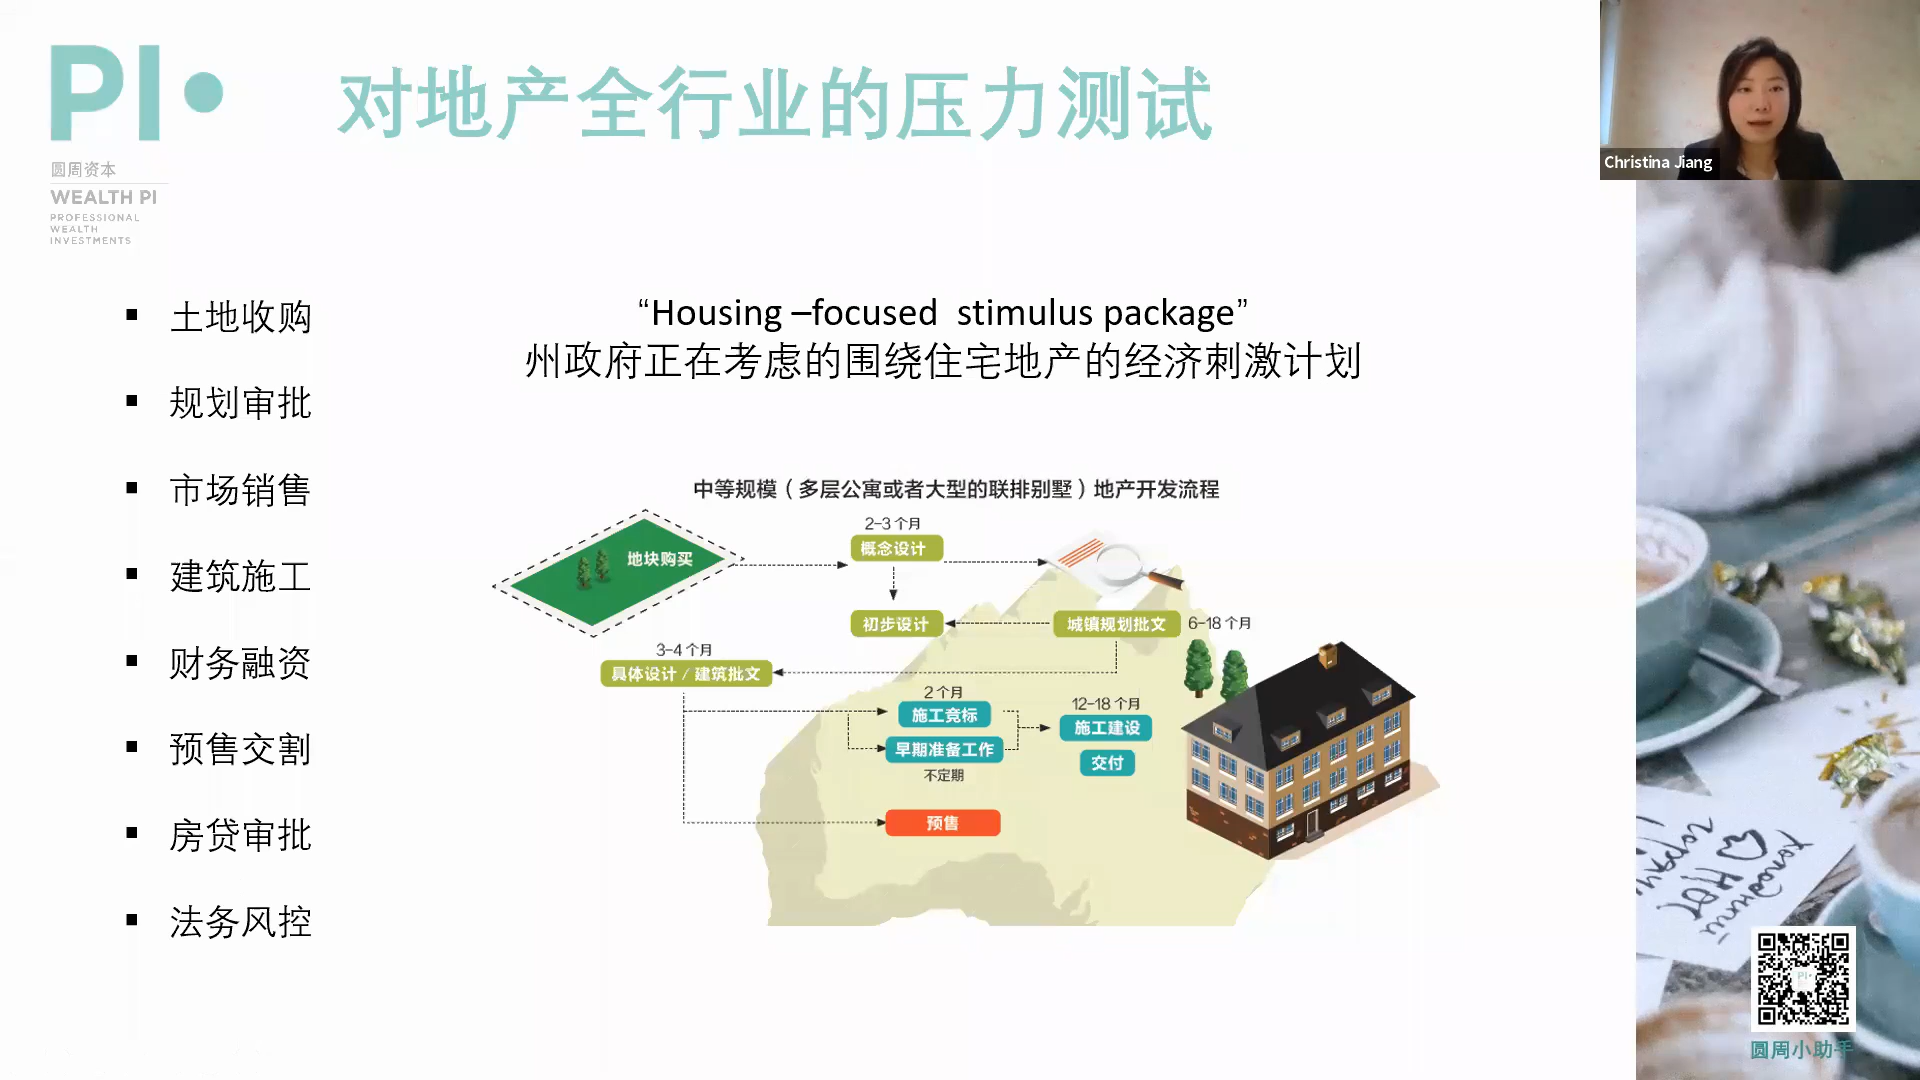 PI•
圆周资本
WEALTH PI
PROFESSIONAL
WEALTH
INVESTMENTS
对地产全行业的压力测试
Christina Jiang
土地收购
规划审批
市场销售
建筑施工
财务融资
预售交割
房贷审批
法务风控
“Housing –focused stimulus package”
州政府正在考虑的围绕住宅地产的经济刺激计划
中等规模（多层公寓或者大型的联排别墅）地产开发流程
地块购买
2-3 个月
概念设计
初步设计
城镇规划批文
6-18 个月
3-4 个月
具体设计 / 建筑批文
2 个月
施工竞标
早期准备工作
不定期
12-18 个月
施工建设
交付
预售
PI•
圆周小助手